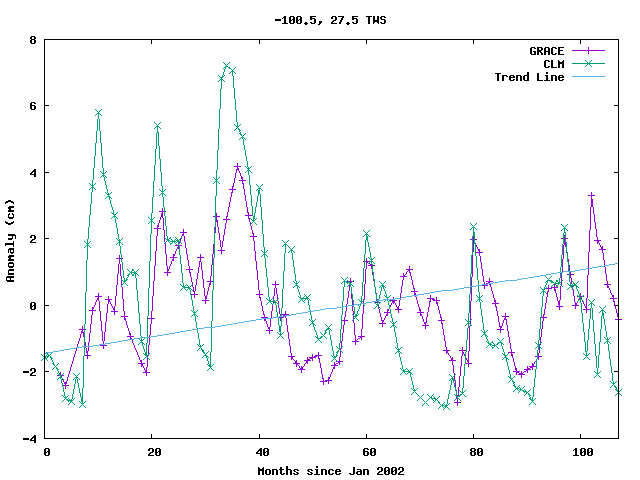 -100.5, 27.5 TWS
GRACE
CLM
Trend Line
8
6
4
2
0
-2
-4
Anomaly (cm)
0 20 40 60 80 100
Months since Jan 2002